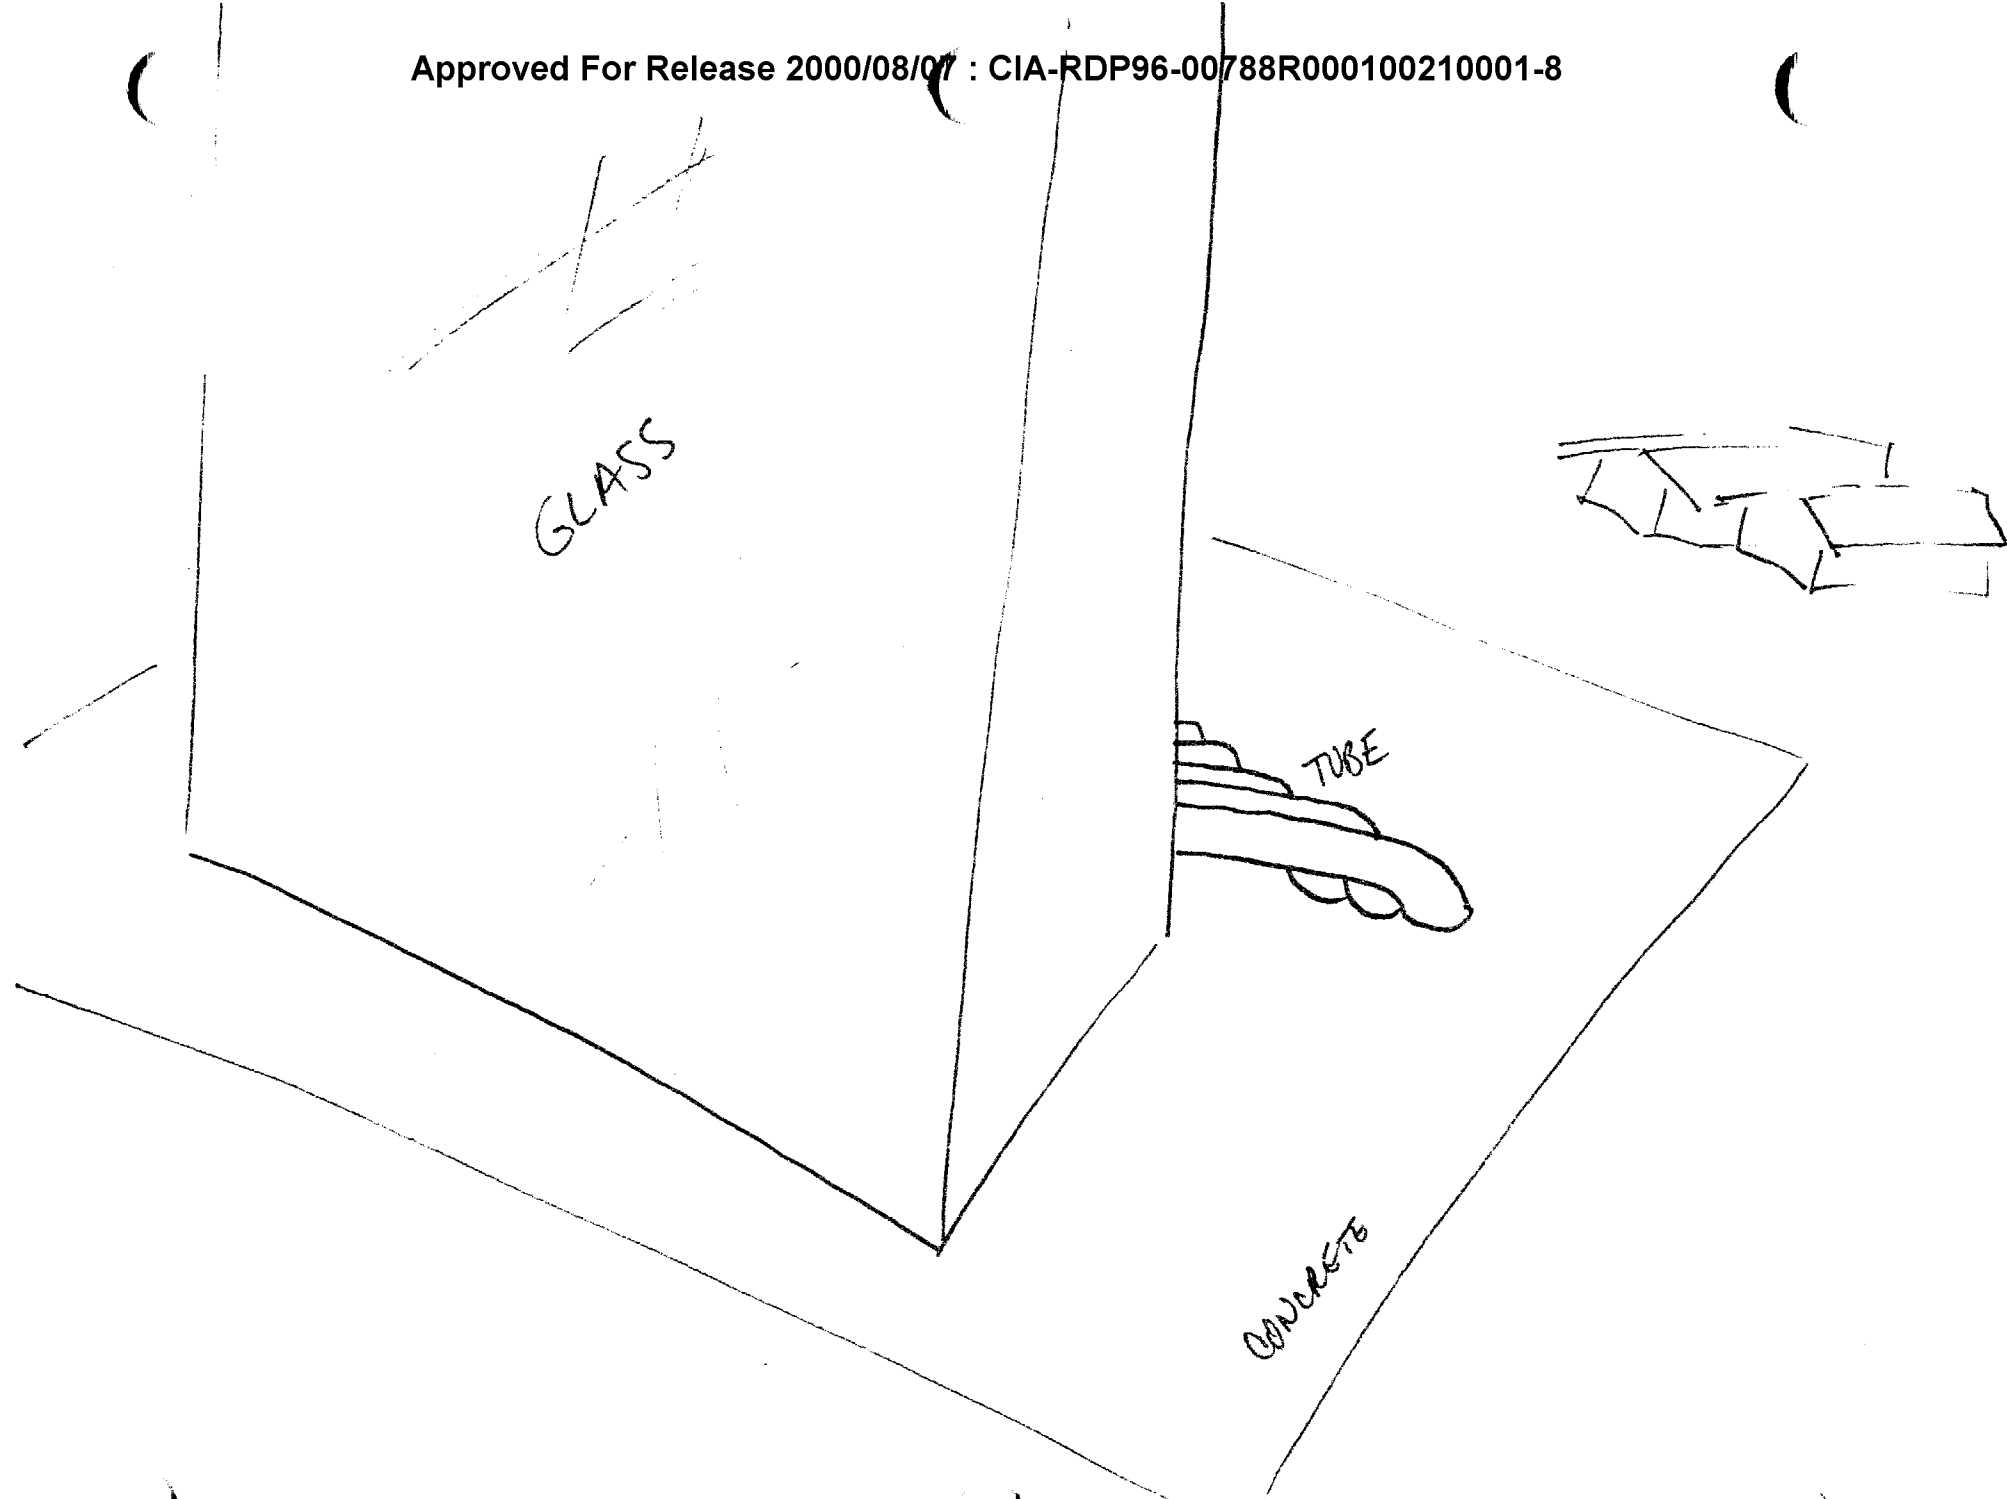 Approved For Release 2000/08/07 : CIA-RDP96-00788R000100210001-8
GLASS
TUBE
CONCRETE